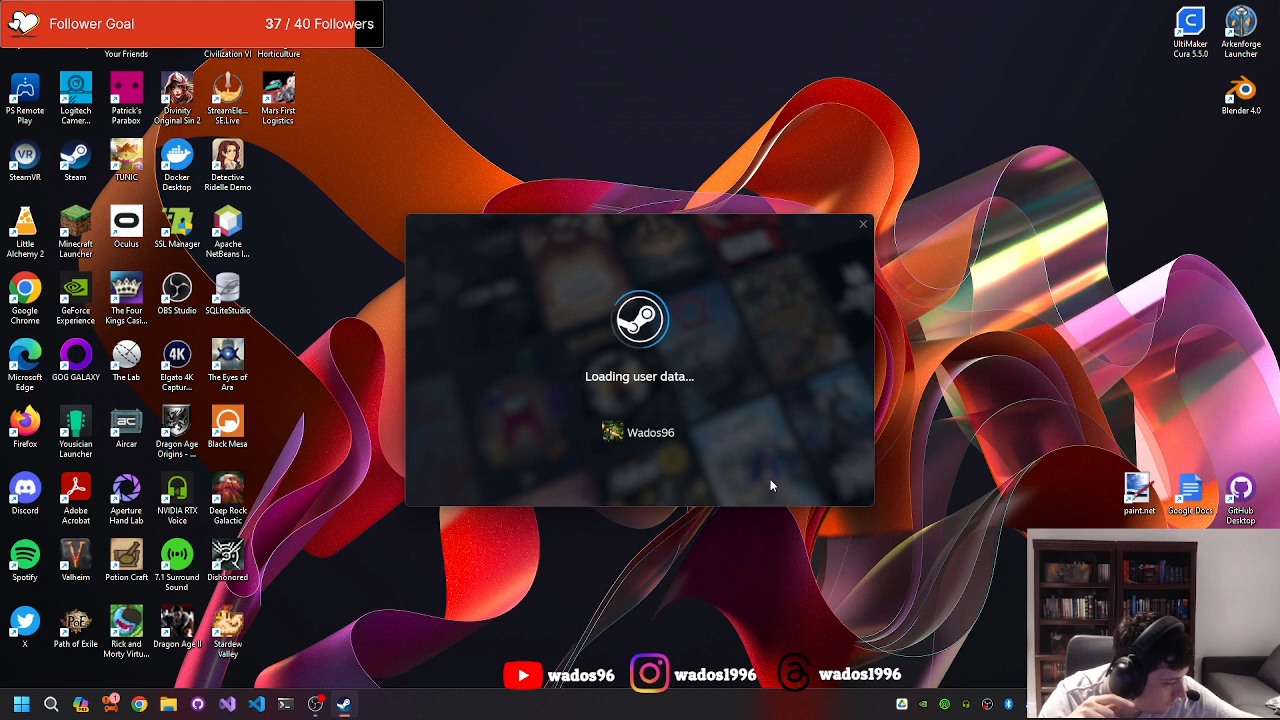 Follower Goal
37 / 40 Followers
Your Friends
Civilization VI
Horticulture
PS Remote
Play
Logitech
Camer...
Patrick's
Parabox
Divinity
Original Sin 2
StreamEle...
SE.Live
Mars First
Logistics
UltiMaker
Cura 5.5.0
Arkenforge
Launcher
Blender 4.0
SteamVR
Steam
TUNIC
Docker
Desktop
Detective
Ridelle Demo
Little
Alchemy 2
Minecraft
Launcher
Oculus
SSL Manager
Apache
NetBeans I...
Google
Chrome
GeForce
Experience
The Four
Kings Casi...
OBS Studio
SQLiteStudio
Microsoft
Edge
GOG GALAXY
The Lab
4K
Elgato 4K
Captur...
The Eyes of
Ara
Loading user data...
Wados96
Firefox
Yousician
Launcher
Aircar
Dragon Age
Origins - ...
Black Mesa
Discord
Adobe
Acrobat
Aperture
Hand Lab
NVIDIA RTX
Voice
Deep Rock
Galactic
paint.net
Google Docs
GitHub
Desktop
Spotify
Valheim
Potion Craft
7.1 Surround
Sound
Dishonored
X
Path of Exile
Rick and
Morty Virtu...
Dragon Age II
Stardew
Valley
wados96
wados1996
wados1996